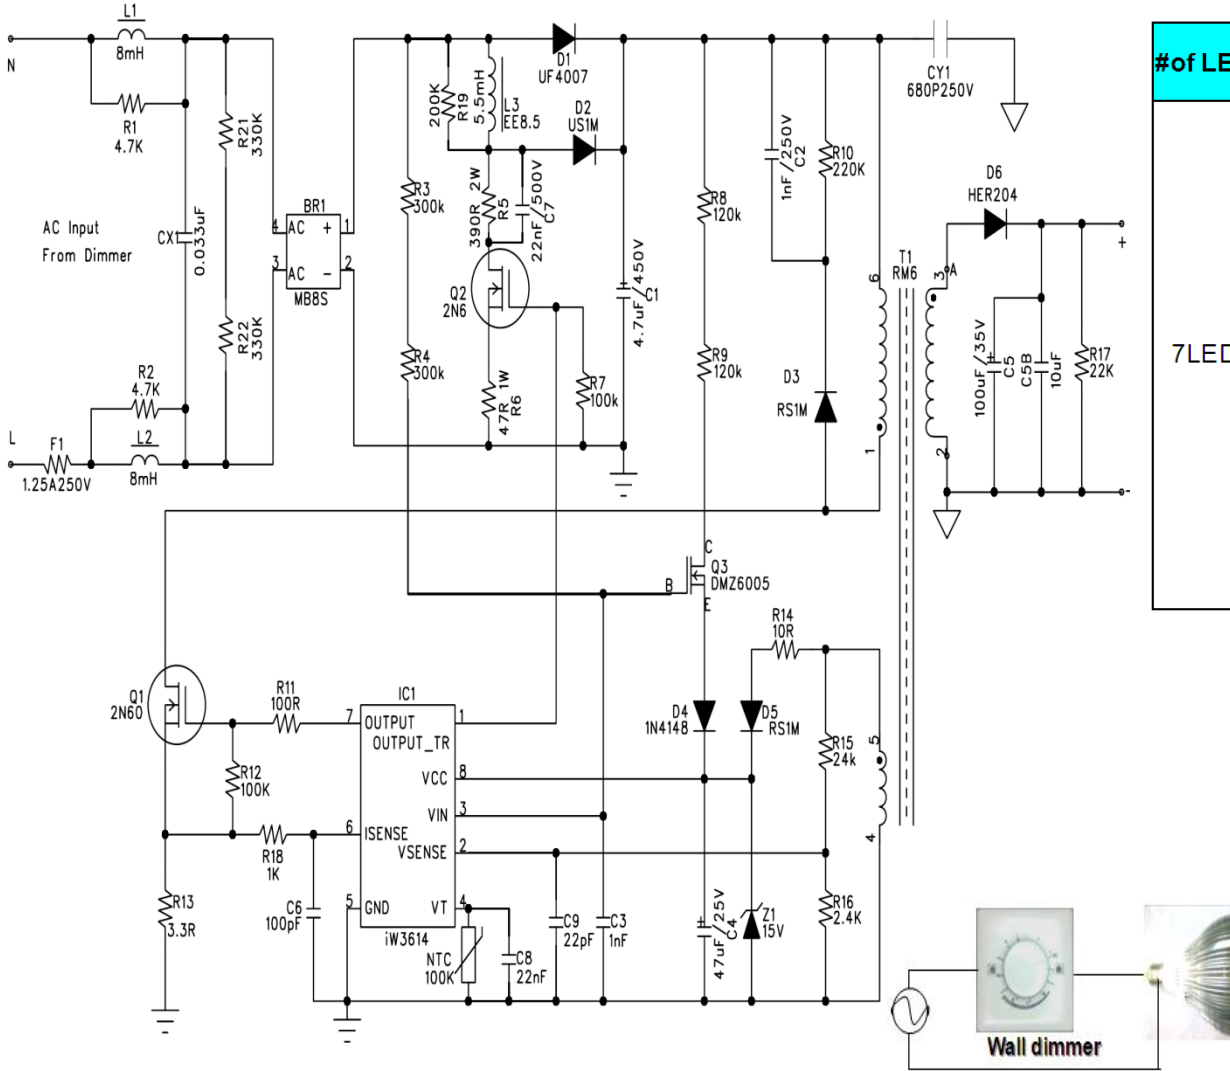 L1
8mH
N
R1
4.7K
R21
330K
AC Input
From Dimmer
CX1
0.033uF
R22
330K
R2
4.7K
L
F1
1.25A250V
L2
8mH
BR1
4 AC + 1
3 AC - 2
MB8S
R3
300k
R4
300k
200K
R19
5.5mH
L3
EE8.5
D1
UF4007
D2
US1M
390R 2W
R5
22nF/500V
C7
Q2
2N6
47R 1W
R6
R7
100k
4.7uF/450V
C1
R8
120k
R9
120k
1nF/250V
C2
R10
220K
D3
RS1M
CY1
680P250V
T1
RM6
6
1
3 A
2
5
4
D6
HER204
+
100uF/35V
C5
C5B
10uF
R17
22K
-
#of LE
7LED
C
B
E
Q3
DMZ6005
R14
10R
D4
1N4148
D5
RS1M
R15
24k
R16
2.4K
Z1
15V
47uF/25V
C4
Q1
2N60
R11
100R
R12
100K
R18
1K
R13
3.3R
C6
100pF
IC1
7 OUTPUT
OUTPUT_TR 1
VCC 8
VIN 3
6 ISENSE
VSENSE 2
5 GND VT 4
iW3614
NTC
100K
C8
22nF
C9
22pF
C3
1nF
Wall dimmer